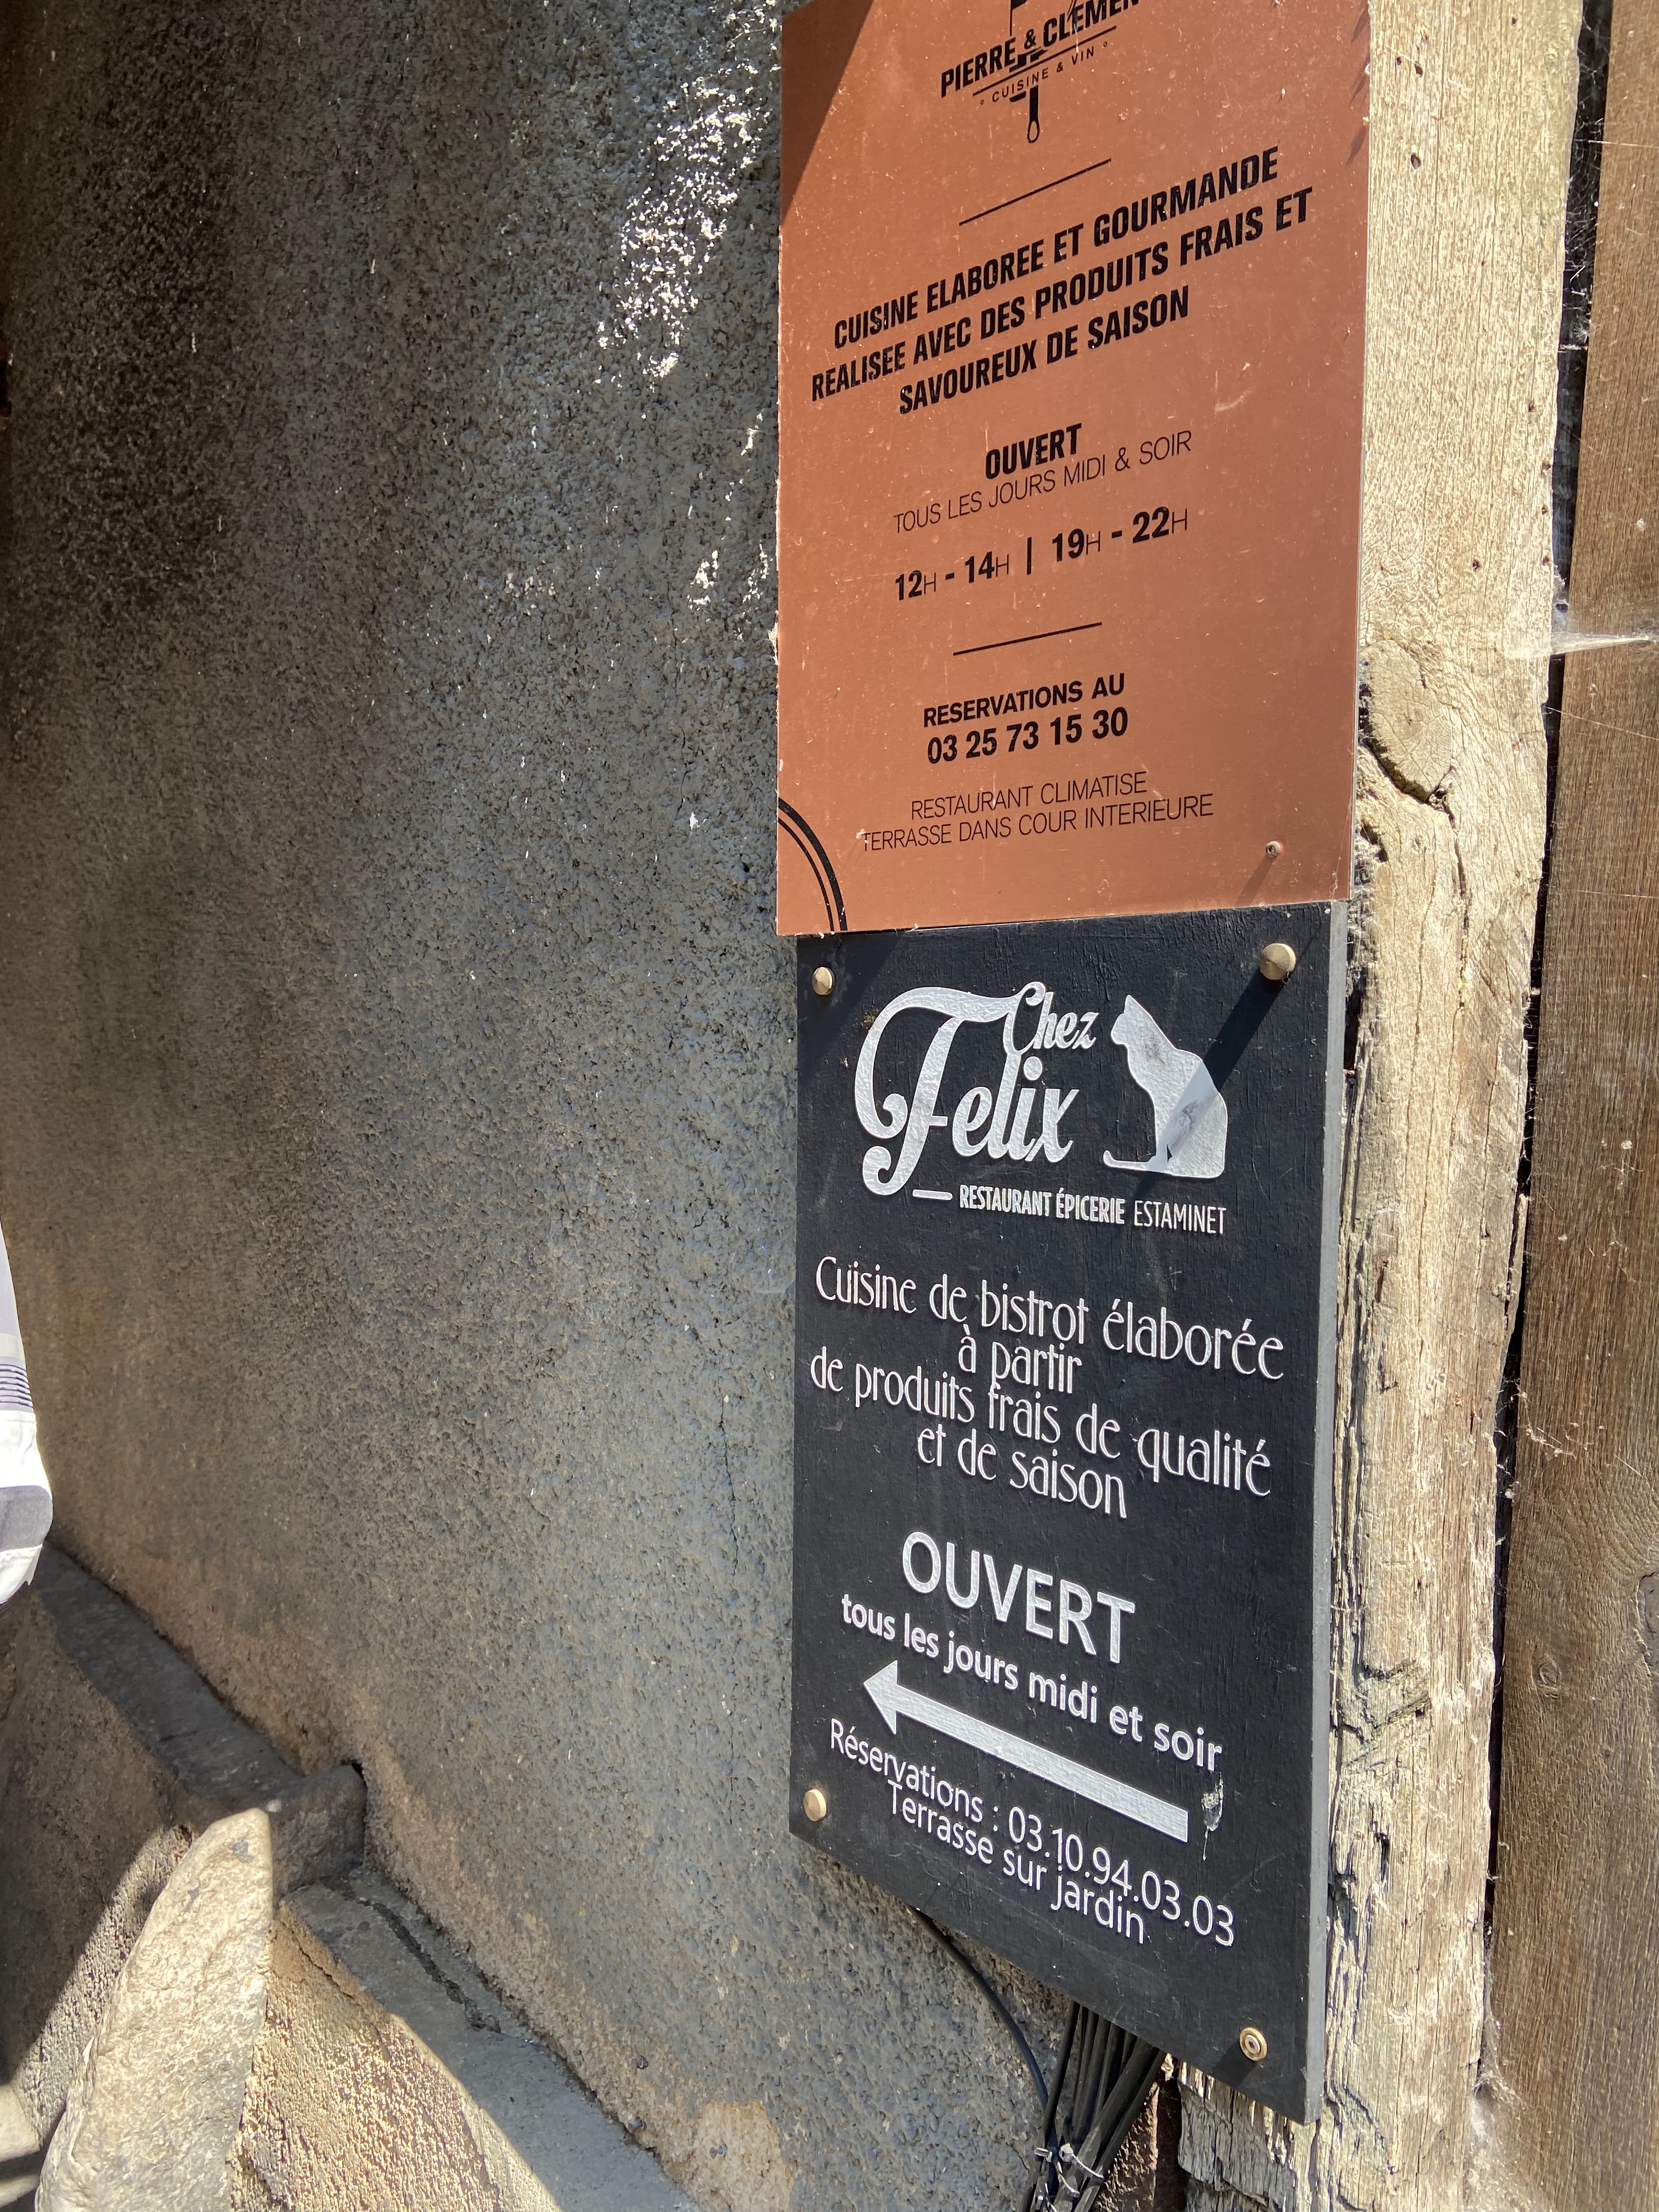 PIERRE & CLEMEN
CUISINE & VIN
CUISINE ELABOREE ET GOURMANDE
REALISEE AVEC DES PRODUITS FRAIS ET
SAVOUREUX DE SAISON
OUVERT
TOUS LES JOURS MIDI & SOIR
12H - 14H | 19H - 22H
RESERVATIONS AU
03 25 73 15 30
RESTAURANT CLIMATISE
TERRASSE DANS COUR INTERIEURE
Chez
Felix
RESTAURANT ÉPICERIE ESTAMINET
Cuisine de bistrot élaborée
à partir
de produits frais de qualité
et de saison
OUVERT
tous les jours midi et soir
Réservations : 03.10.94.03.03
Terrasse sur jardin